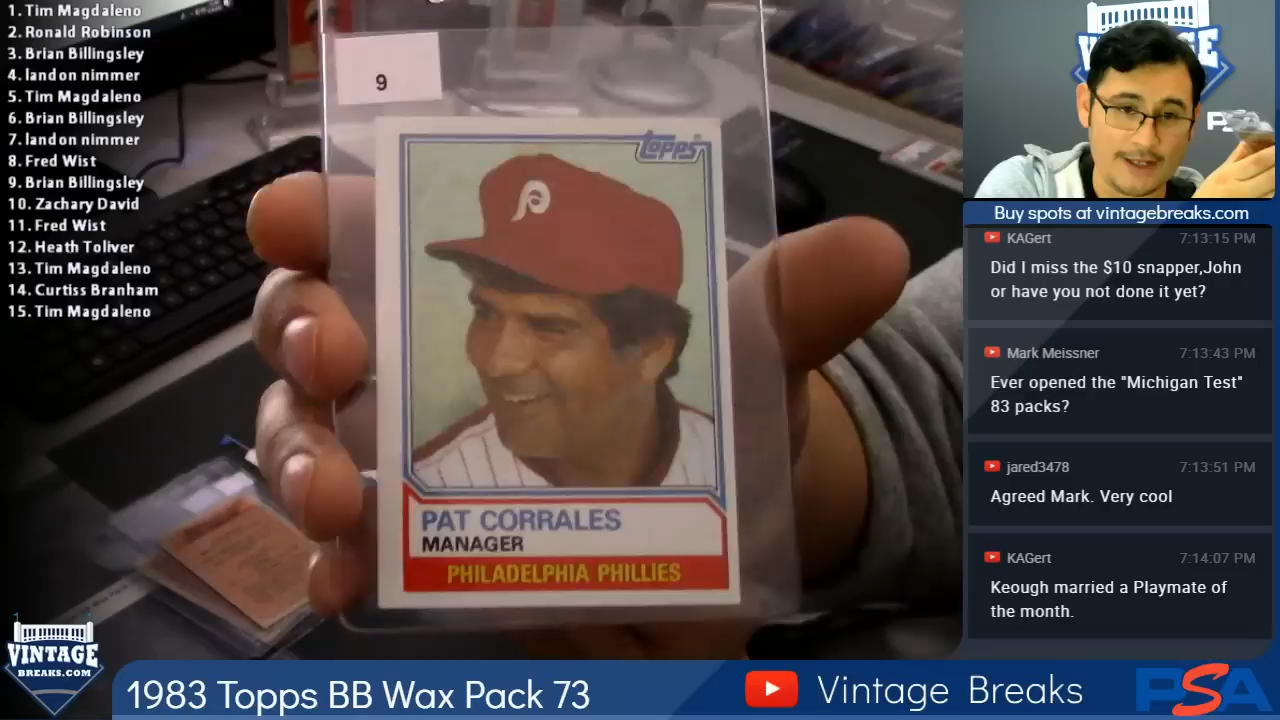 1. Tim Magdaleno
2. Ronald Robinson
3. Brian Billingsley
4. landon nimmer
5. Tim Magdaleno
6. Brian Billingsley
7. landon nimmer
8. Fred Wist
9. Brian Billingsley
10. Zachary David
11. Fred Wist
12. Heath Toliver
13. Tim Magdaleno
14. Curtiss Branham
15. Tim Magdaleno
9
topps
P
PAT CORRALES
MANAGER
PHILADELPHIA PHILLIES
VINTAGE
Buy spots at vintagebreaks.com
KAGert 7:13:15 PM
Did I miss the $10 snapper,John
or have you not done it yet?
Mark Meissner 7:13:43 PM
Ever opened the "Michigan Test"
83 packs?
jared3478 7:13:51 PM
Agreed Mark. Very cool
KAGert 7:14:07 PM
Keough married a Playmate of
the month.
VINTAGE
BREAKS.COM
1983 Topps BB Wax Pack 73
Vintage Breaks
PSA